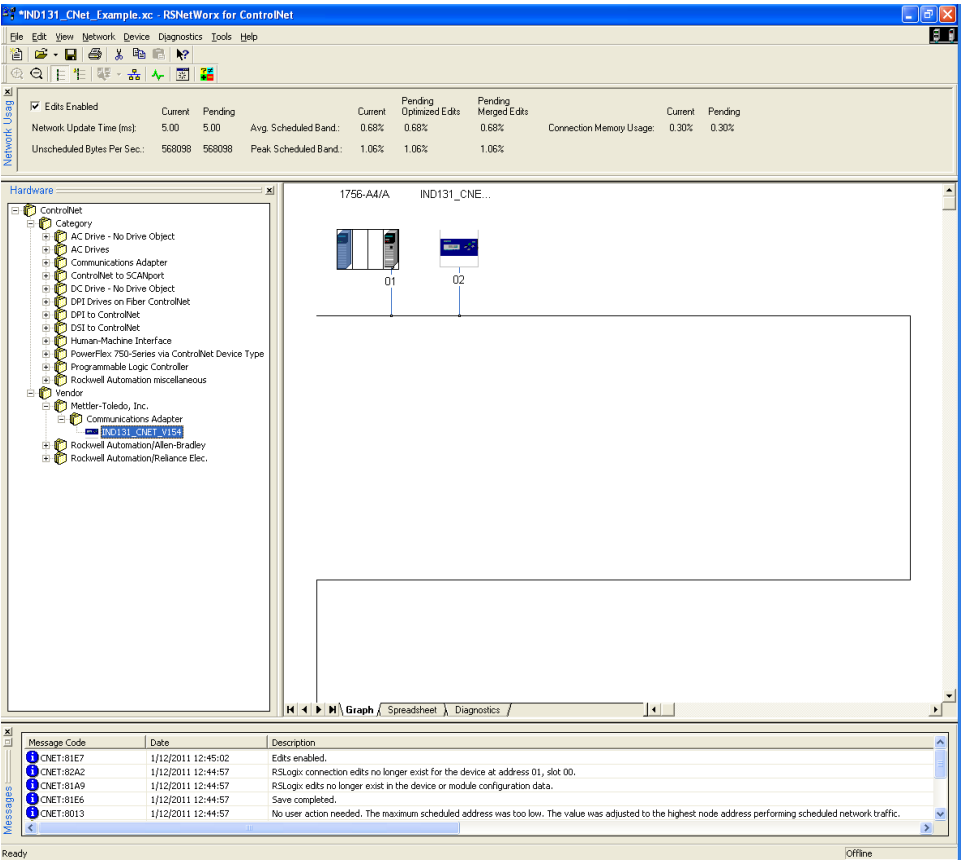 *IND131_CNet_Example.xc - RSNetWorx for ControlNet
File Edit View Network Device Diagnostics Tools Help
Network Usag
Edits Enabled
Current Pending Current Pending Optimized Edits Pending Merged Edits Current Pending
Network Update Time (ms): 5.00 5.00 Avg. Scheduled Band.: 0.68% 0.68% 0.68% Connection Memory Usage: 0.30% 0.30%
Unscheduled Bytes Per Sec.: 568098 568098 Peak Scheduled Band.: 1.06% 1.06% 1.06%
Hardware
ControlNet
Category
AC Drive - No Drive Object
AC Drives
Communications Adapter
ControlNet to SCANport
DC Drive - No Drive Object
DPI Drives on Fiber ControlNet
DPI to ControlNet
DSI to ControlNet
Human-Machine Interface
PowerFlex 750-Series via ControlNet Device Type
Programmable Logic Controller
Rockwell Automation miscellaneous
Vendor
Mettler-Toledo, Inc.
Communications Adapter
IND131_CNET_V154
Rockwell Automation/Allen-Bradley
Rockwell Automation/Reliance Elec.
1756-A4/A IND131_CNE...
01 02
Graph Spreadsheet Diagnostics
Messages
Message Code Date Description
CNET:81E7 1/12/2011 12:45:02 Edits enabled.
CNET:82A2 1/12/2011 12:44:57 RSLogix connection edits no longer exist for the device at address 01, slot 00.
CNET:81A9 1/12/2011 12:44:57 RSLogix edits no longer exist in the device or module configuration data.
CNET:81E6 1/12/2011 12:44:57 Save completed.
CNET:8013 1/12/2011 12:44:57 No user action needed. The maximum scheduled address was too low. The value was adjusted to the highest node address performing scheduled network traffic.
Ready Offline